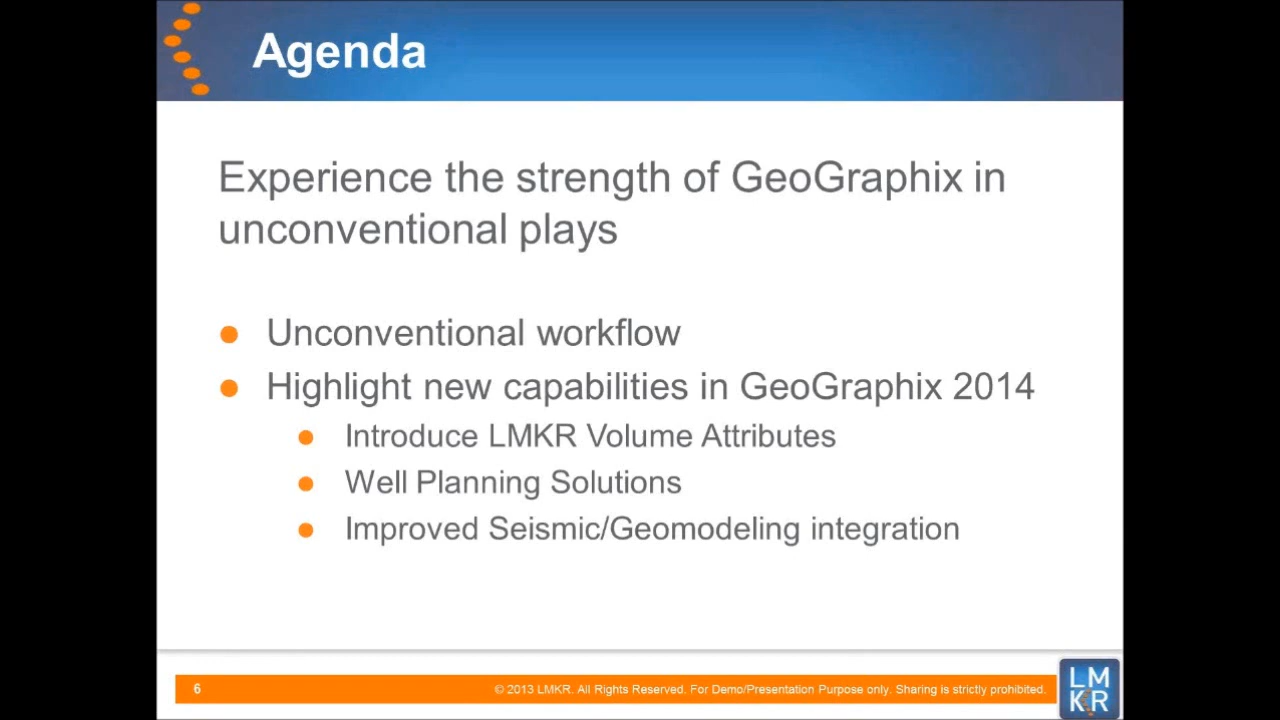 Agenda
Experience the strength of GeoGraphix in
unconventional plays
Unconventional workflow
Highlight new capabilities in GeoGraphix 2014
Introduce LMKR Volume Attributes
Well Planning Solutions
Improved Seismic/Geomodeling integration
6
© 2013 LMKR. All Rights Reserved. For Demo/Presentation Purpose only. Sharing is strictly prohibited.
LM
KR